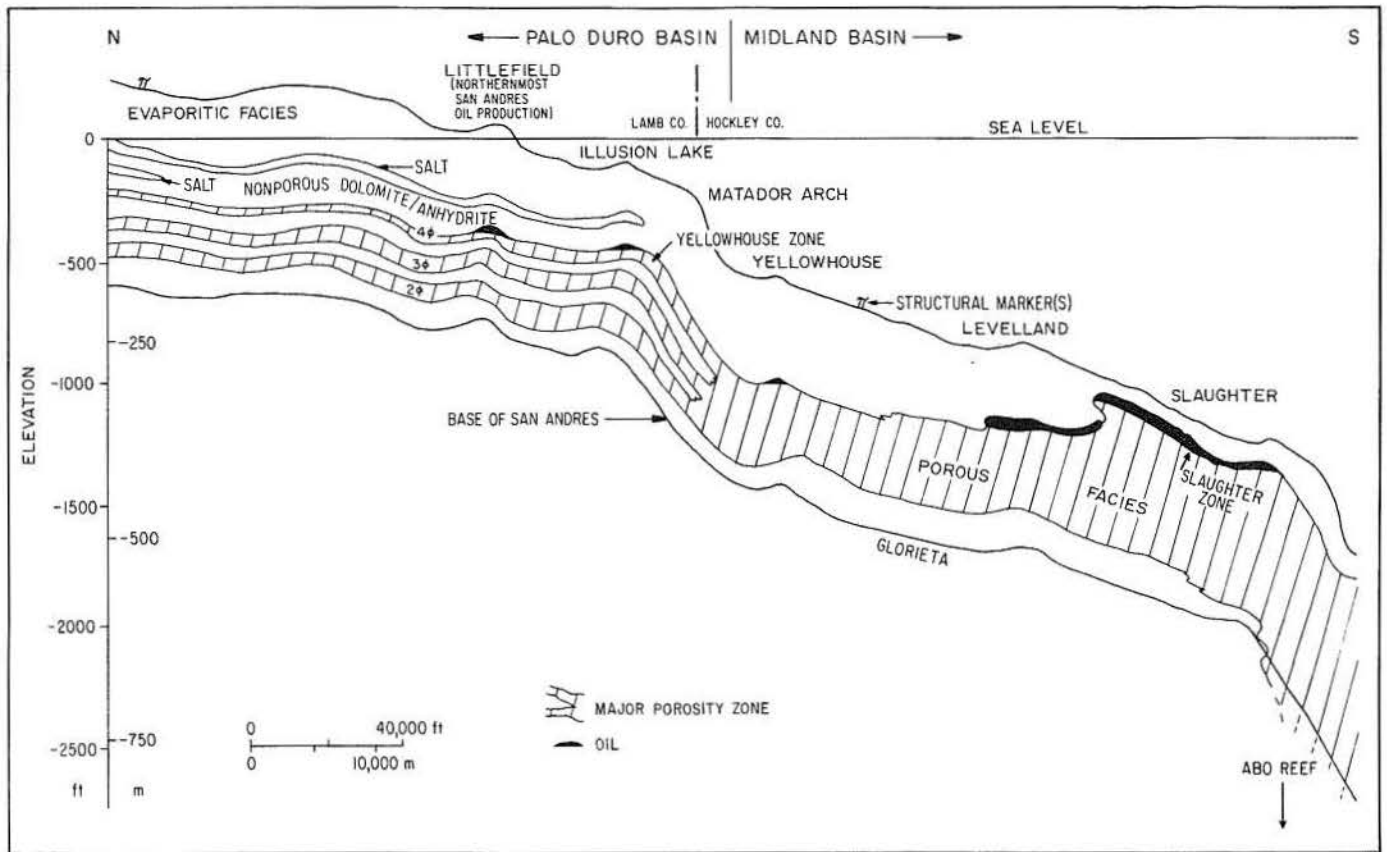 N
← PALO DURO BASIN
MIDLAND BASIN →
S
LITTLEFIELD
(NORTHERNMOST
SAN ANDRES
OIL PRODUCTION)
π
EVAPORITIC FACIES
LAMB CO.
HOCKLEY CO.
SEA LEVEL
0
ILLUSION LAKE
SALT
SALT
NONPOROUS DOLOMITE/ANHYDRITE
MATADOR ARCH
4ϕ
YELLOWHOUSE ZONE
3ϕ
YELLOWHOUSE
-500
2ϕ
π
STRUCTURAL MARKER(S)
LEVELLAND
-250
-1000
SLAUGHTER
BASE OF SAN ANDRES
ELEVATION
POROUS
FACIES
SLAUGHTER
ZONE
-1500
-500
GLORIETA
-2000
MAJOR POROSITY ZONE
0 40,000 ft
OIL
-2500
-750
0 10,000 m
ABO REEF
ft m